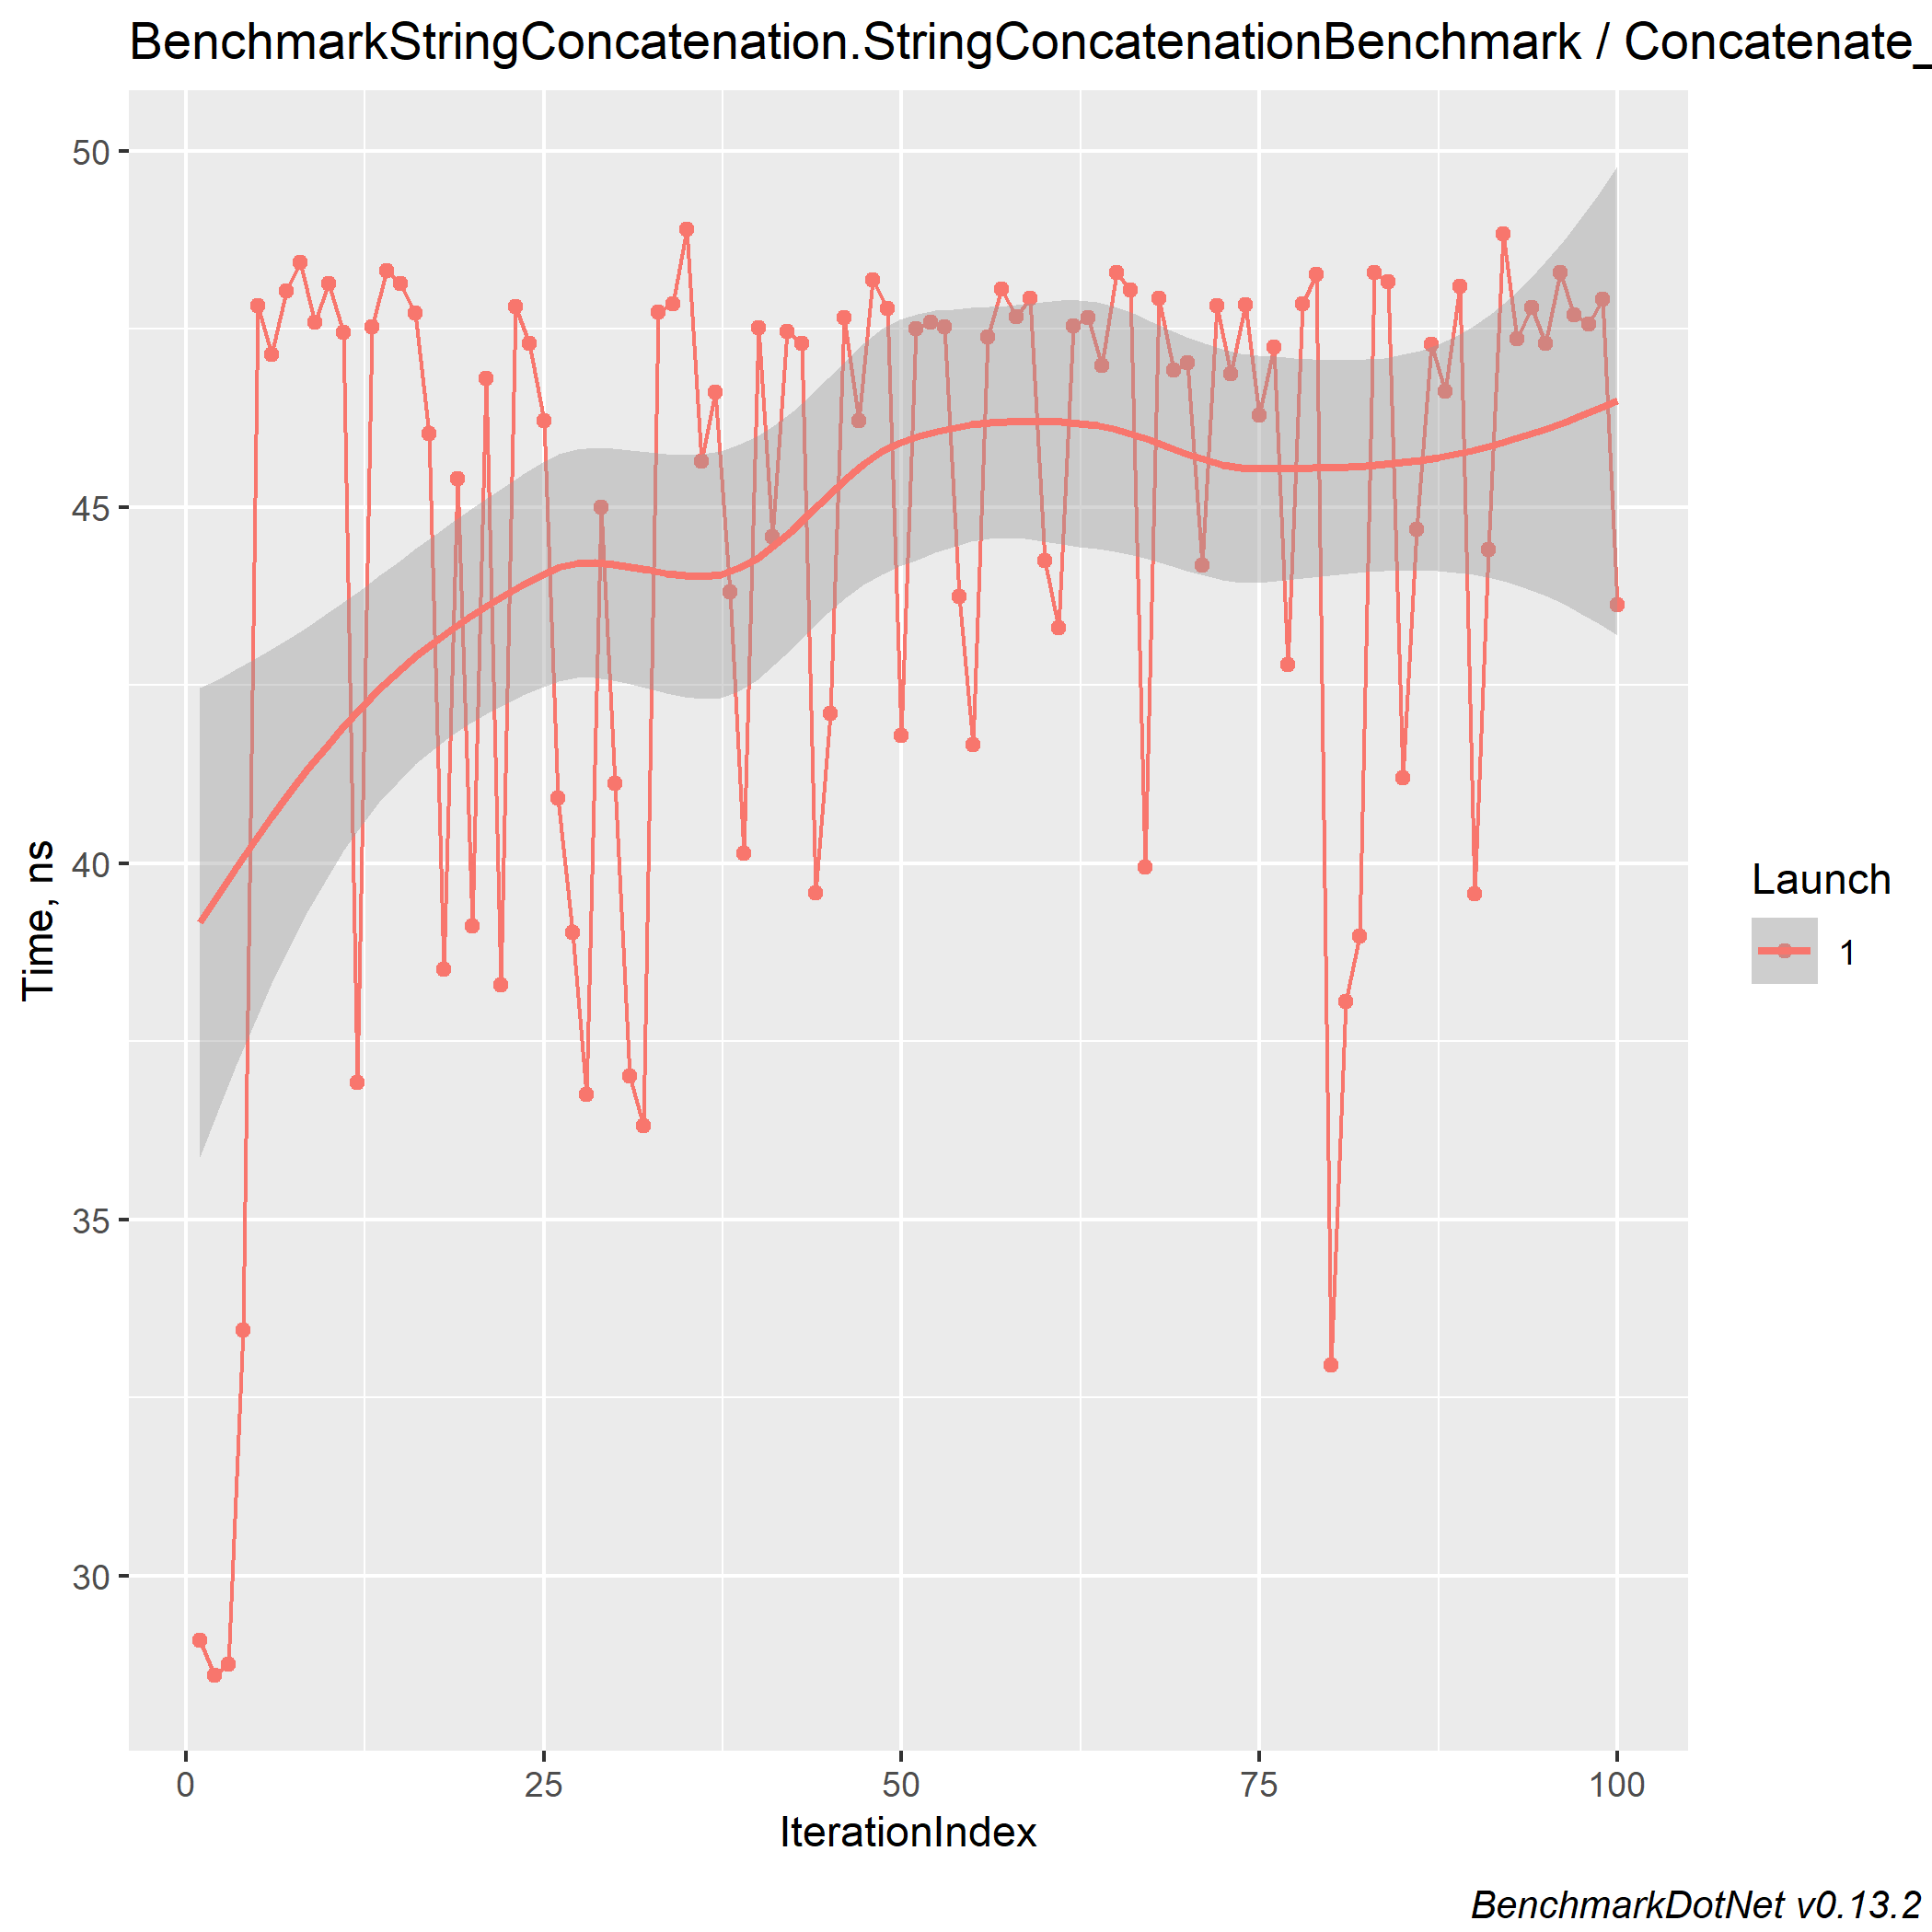 BenchmarkStringConcatenation.StringConcatenationBenchmark / Concatenate_
50
45
40
35
30
Time, ns
0 25 50 75 100
IterationIndex
Launch
1
BenchmarkDotNet v0.13.2